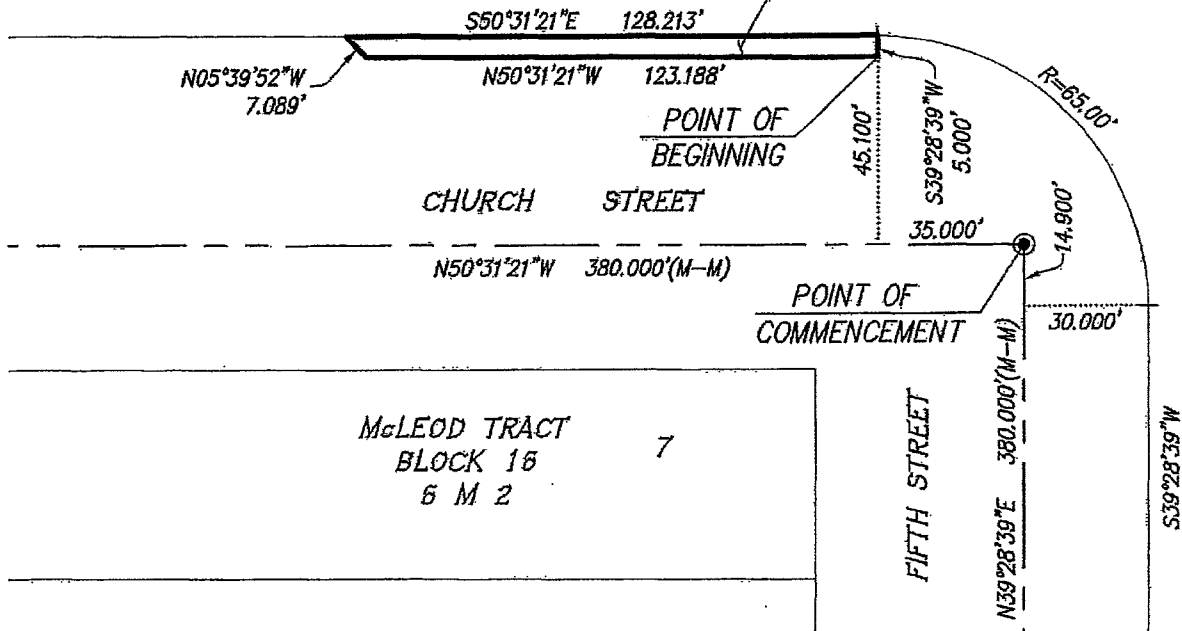 S50°31'21"E 128.213'
N05°39'52"W
7.089'
N50°31'21"W 123.188'
POINT OF
BEGINNING
45.100'
S39°28'39"W
5.000'
R=65.00'
CHURCH STREET
35.000'
14.900'
N50°31'21"W 380.000'(M-M)
POINT OF
COMMENCEMENT
30.000'
McLEOD TRACT
BLOCK 16
6 M 2
7
FIFTH STREET
N39°28'39"E 380.000'(M-M)
S39°28'39"W